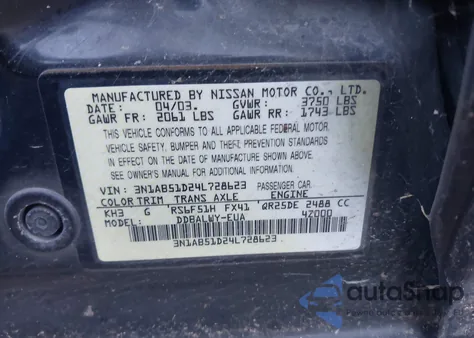 MANUFACTURED BY NISSAN MOTOR CO., LTD.
DATE: 04/03. GVWR: 3750 LBS
GAWR FR: 2061 LBS GAWR RR: 1743 LBS
THIS VEHICLE CONFORMS TO ALL APPLICABLE FEDERAL MOTOR
VEHICLE SAFETY, BUMPER AND THEFT PREVENTION STANDARDS
IN EFFECT ON THE DATE OF MANUFACTURE SHOWN ABOVE.
SEE OWNER'S MANUAL FOR ADDITIONAL INFORMATION
VIN: 3N1AB51D24L728623 PASSENGER CAR
COLOR TRIM TRANS AXLE ENGINE
KH3 G RS6F51H FX41 QR25DE 2488 CC
MODEL: DDBALWY-EUA 4Z000
3N1AB51D24L728623
autoSnap